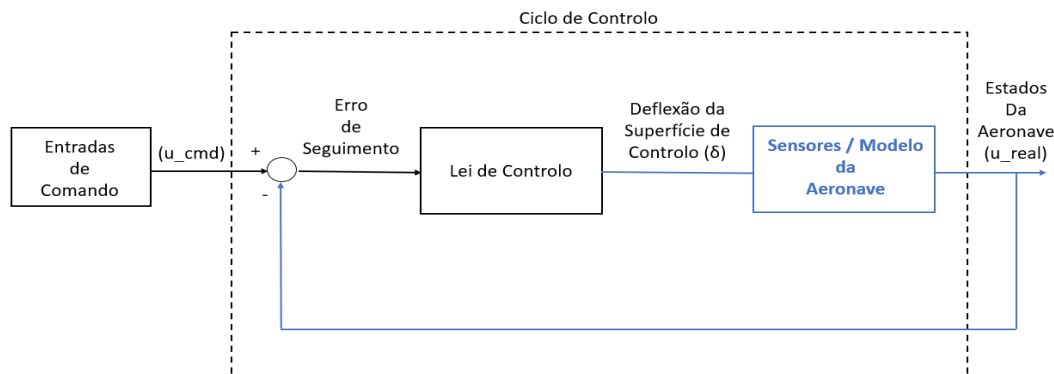 Ciclo de Controlo
Entradas
de
Comando
(u_cmd)
+
-
Erro
de
Seguimento
Lei de Controlo
Deflexão da
Superfície de
Controlo (δ)
Sensores / Modelo
da
Aeronave
Estados
Da
Aeronave
(u_real)